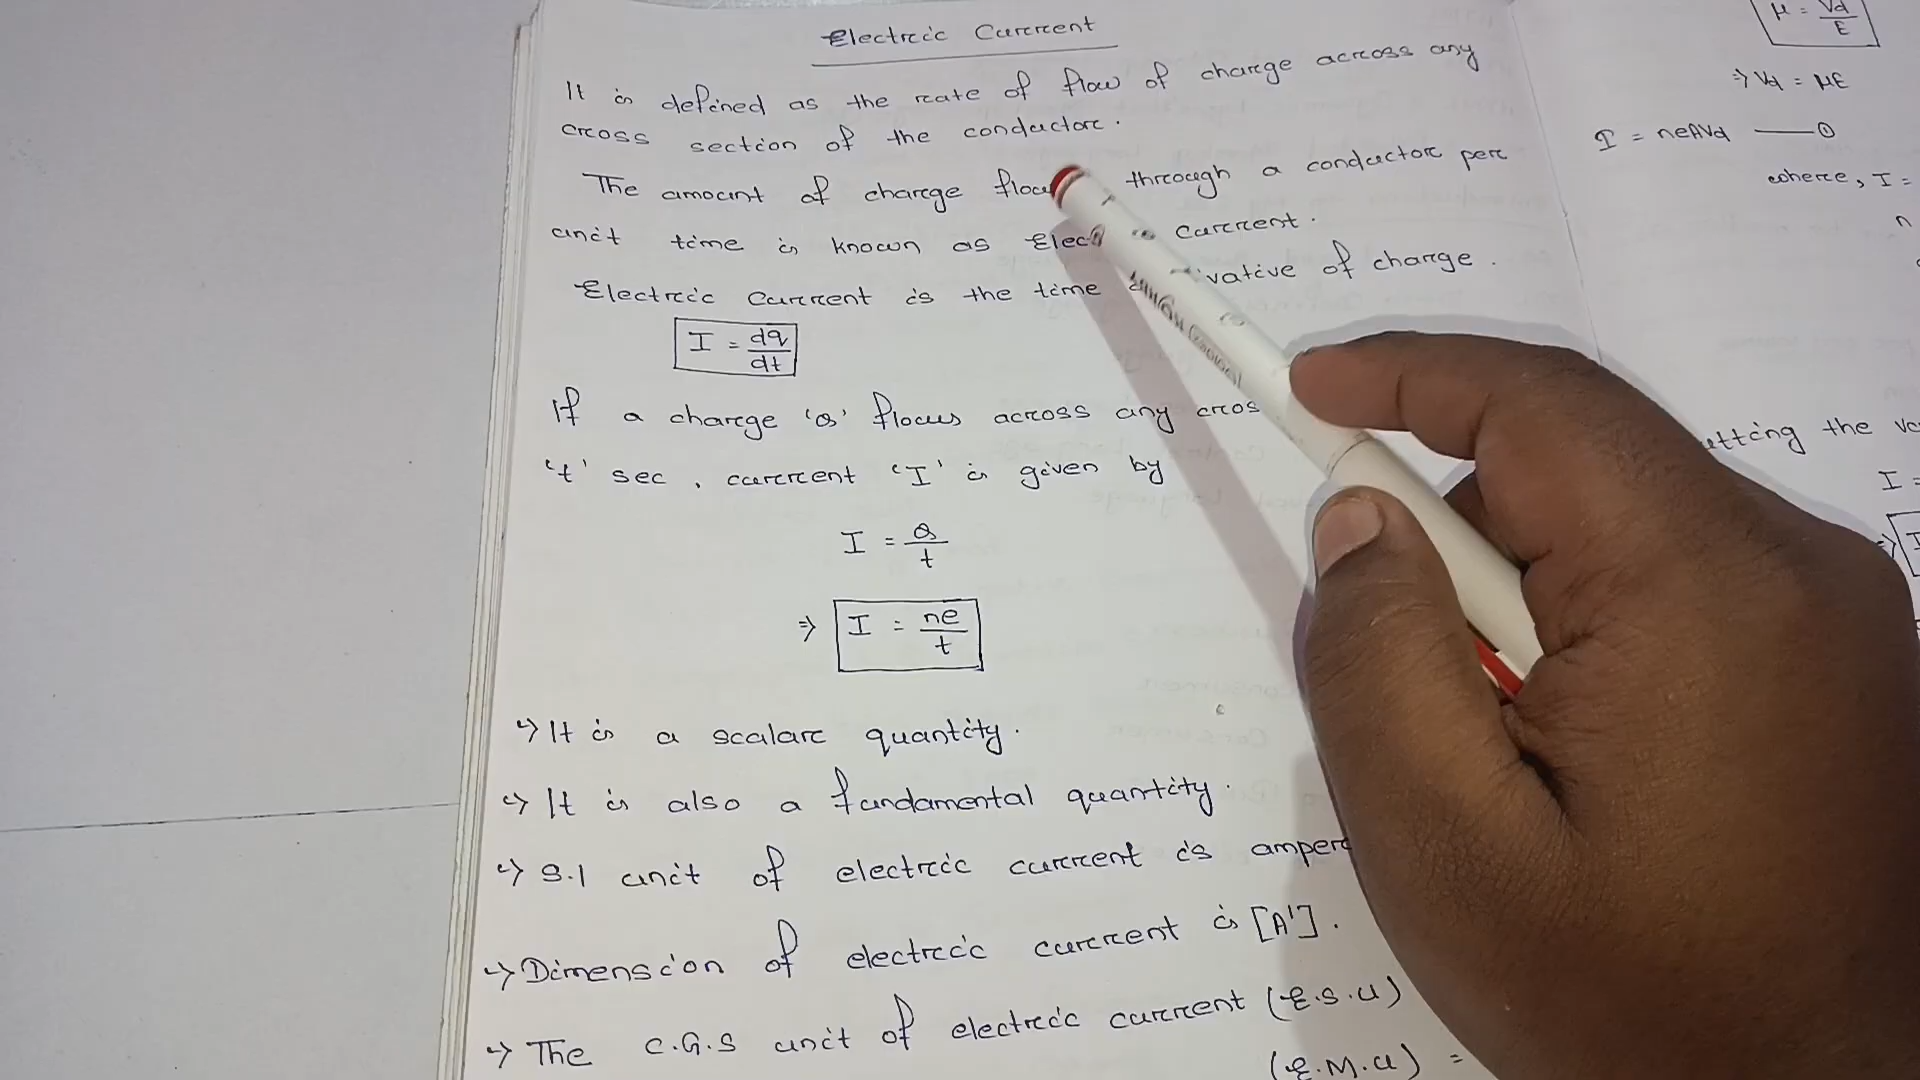 Electric Current
It is defined as the rate of flow of charge across any
cross section of the conductor.
The amount of charge through a conductor per
unit time is known as current.
Electric Current is the time of charge.
I = dq/dt
If a charge 'Q' flows across any
't' sec, current 'I' is given by
I = Q/t
⇒ I = ne/t
→ It is a scalar quantity.
→ It is also a fundamental quantity.
→ S.I unit of electric current is
→ Dimension of electric current is [A¹].
→ The C.G.S unit of electric current (E.S.U)
(E.M.U) =
μ = Vd/E
⇒ Vd = μE
I = neAVd —— ①
where, I =
n
the
I =
⇒